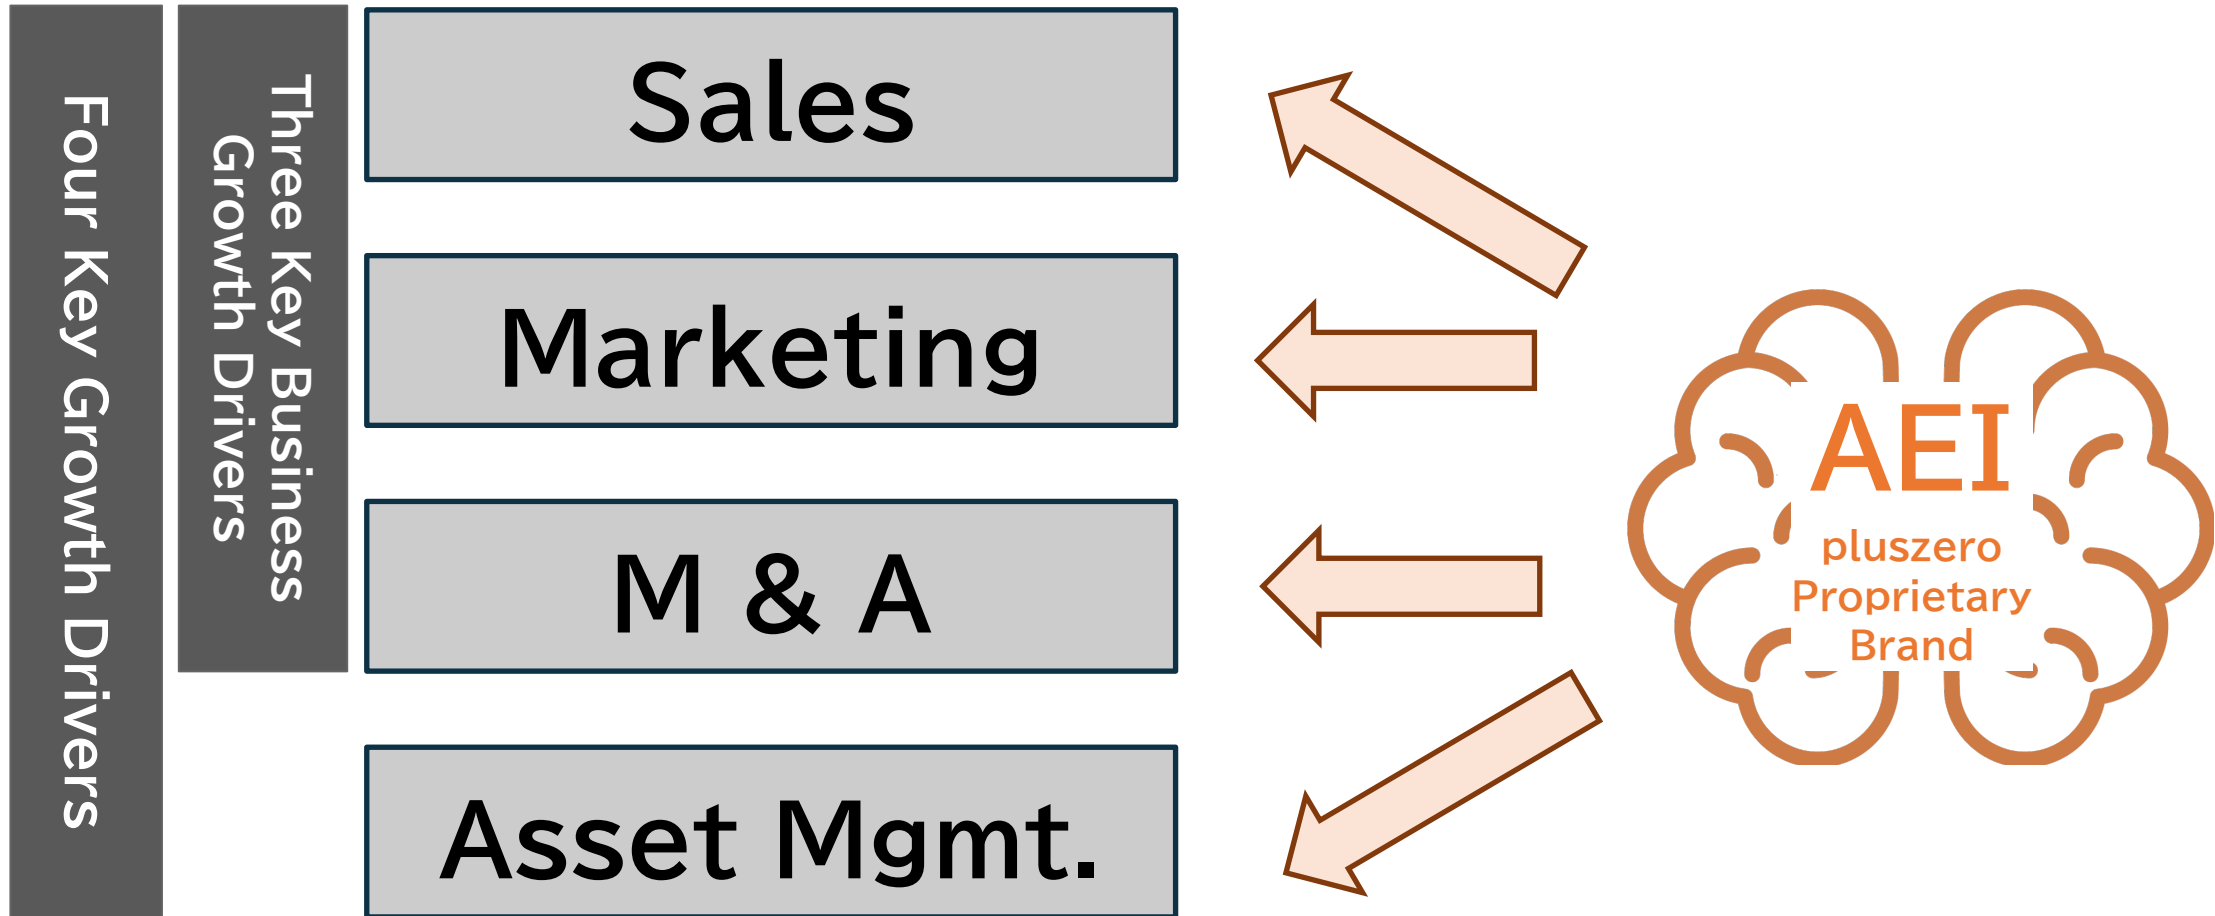 Four Key Growth Drivers
Three Key Business
Growth Drivers
Sales
Marketing
M & A
Asset Mgmt.
AEI
pluszero
Proprietary
Brand